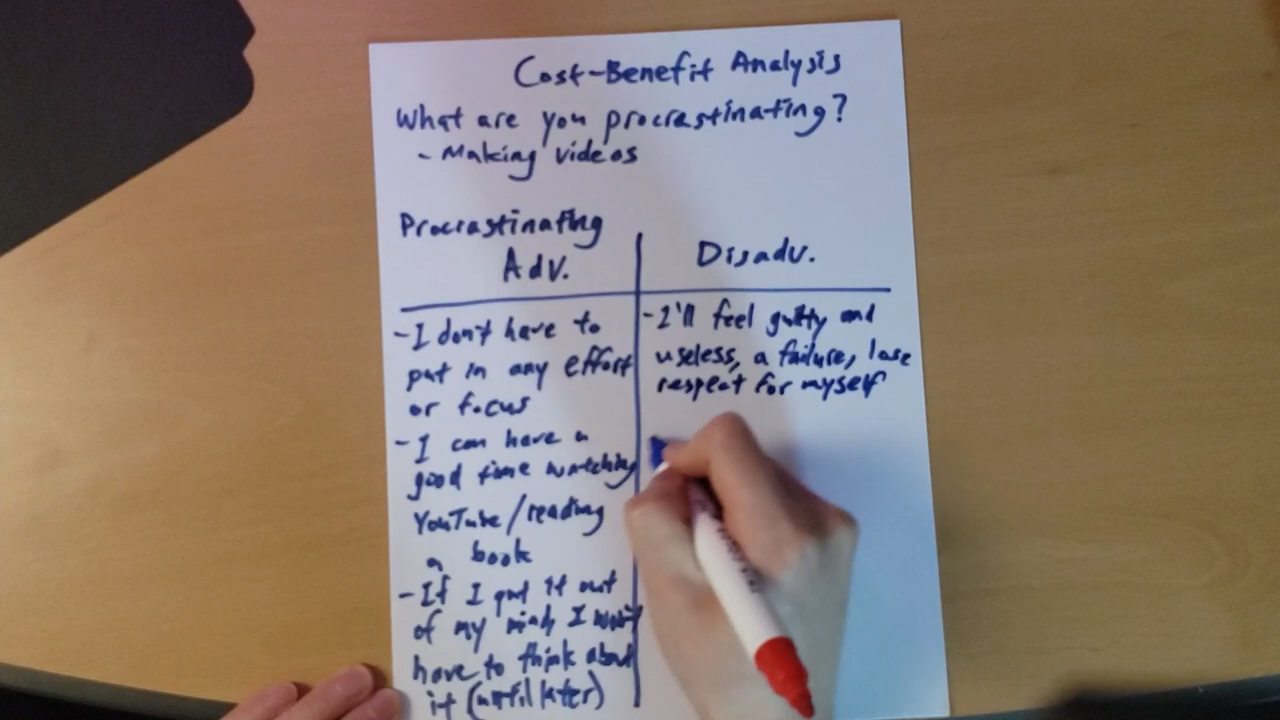 Cost-Benefit Analysis
What are you procrastinating?
- Making videos
Procrastinating
Adv.
- I don't have to
put in any effort
or focus
- I can have a
good time watching
YouTube/reading
a book
- If I put it out
of my mind I won't
have to think about
it (until later)
Disadv.
- I'll feel guilty and
useless, a failure, lose
respect for myself